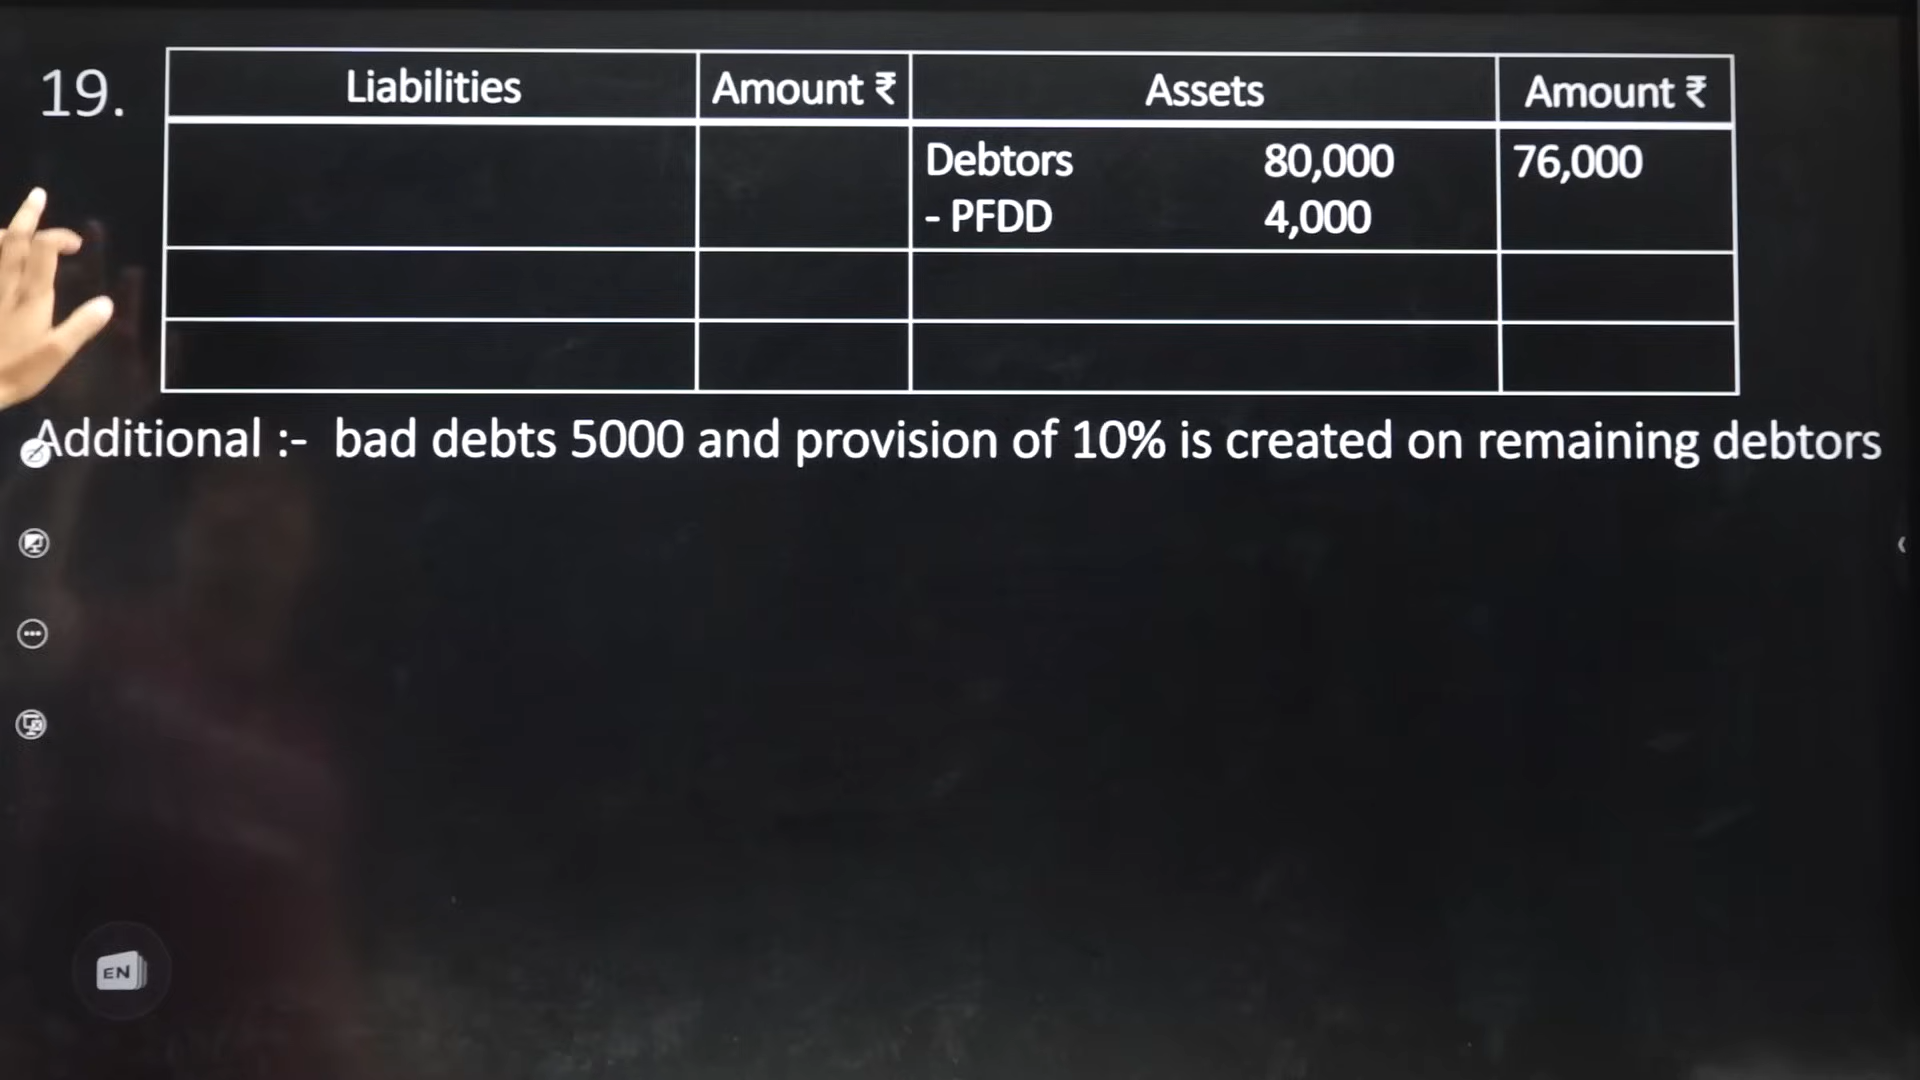 19.
Liabilities Amount ₹ Assets Amount ₹
Debtors 80,000 76,000
- PFDD 4,000
Additional :- bad debts 5000 and provision of 10% is created on remaining debtors
EN